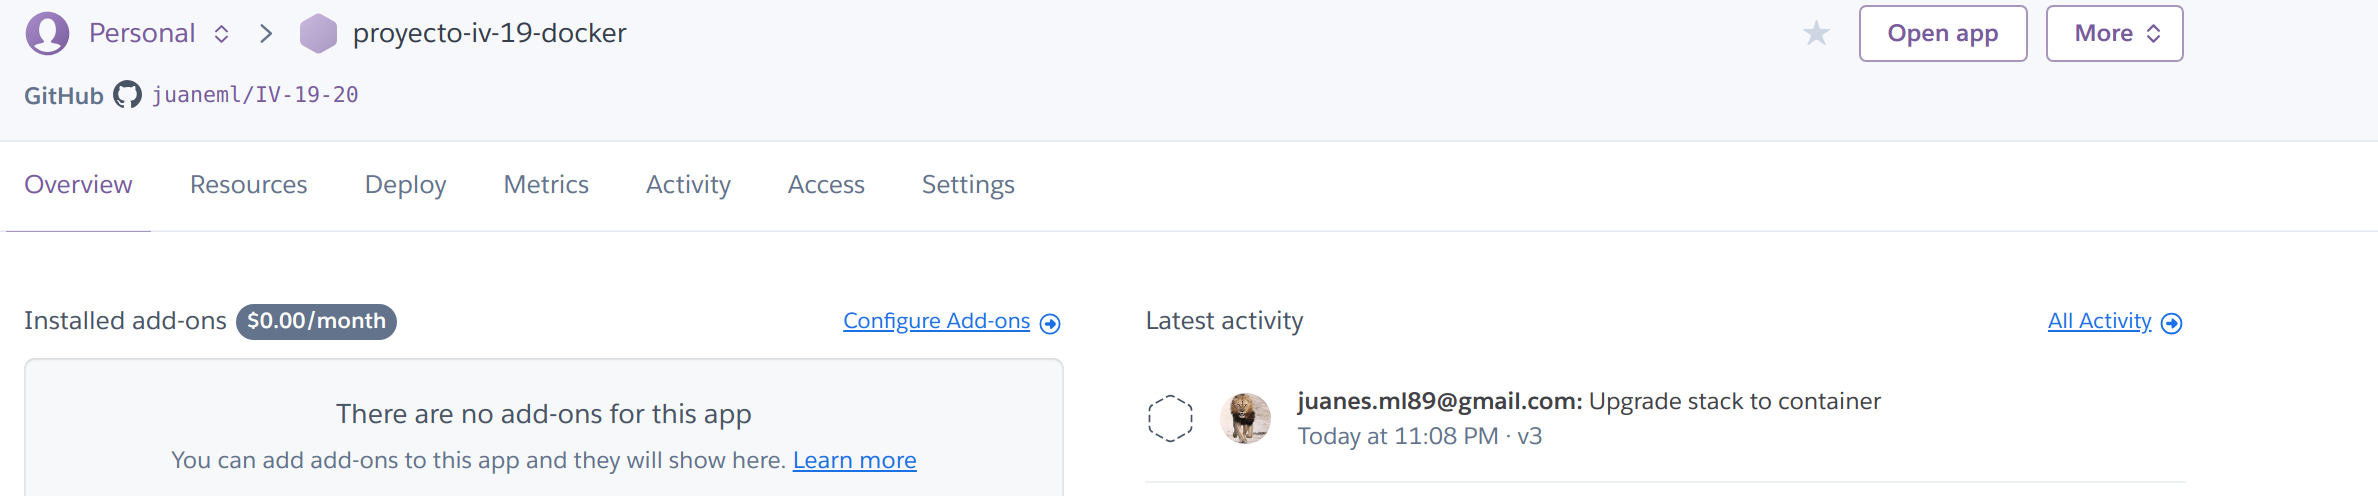 Personal proyecto-iv-19-docker Open app More
GitHub juaneml/IV-19-20
Overview Resources Deploy Metrics Activity Access Settings
Installed add-ons $0.00/month Configure Add-ons
There are no add-ons for this app
You can add add-ons to this app and they will show here. Learn more
Latest activity All Activity
juanes.ml89@gmail.com: Upgrade stack to container
Today at 11:08 PM · v3